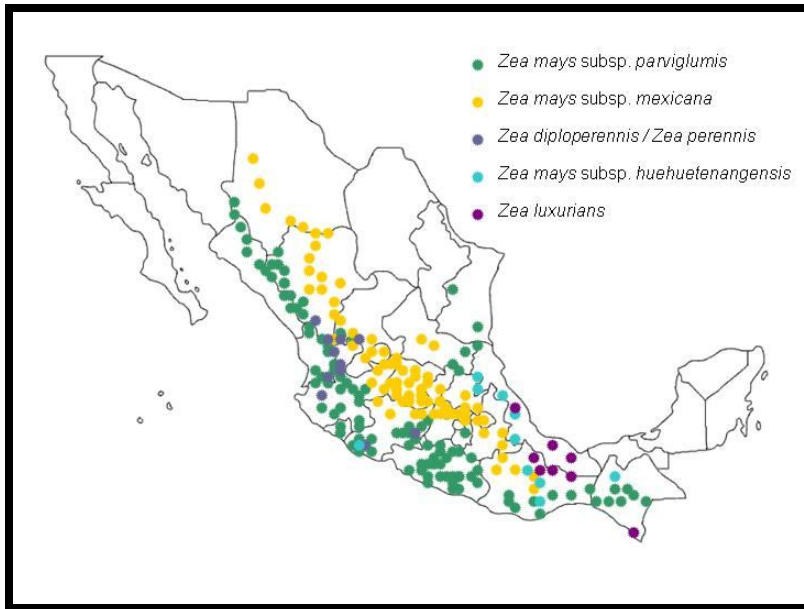 Zea mays subsp. parviglumis
Zea mays subsp. mexicana
Zea diploperennis / Zea perennis
Zea mays subsp. huehuetenangensis
Zea luxurians